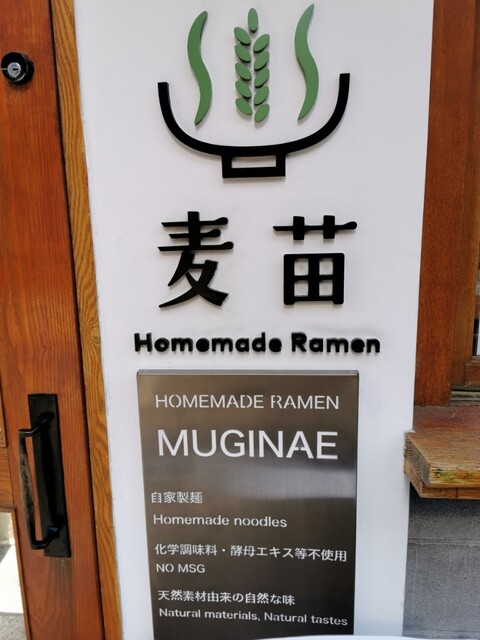 麦苗
Homemade Ramen
HOMEMADE RAMEN
MUGINAE
自家製麺
Homemade noodles
化学調味料・酵母エキス等不使用
NO MSG
天然素材由来の自然な味
Natural materials, Natural tastes